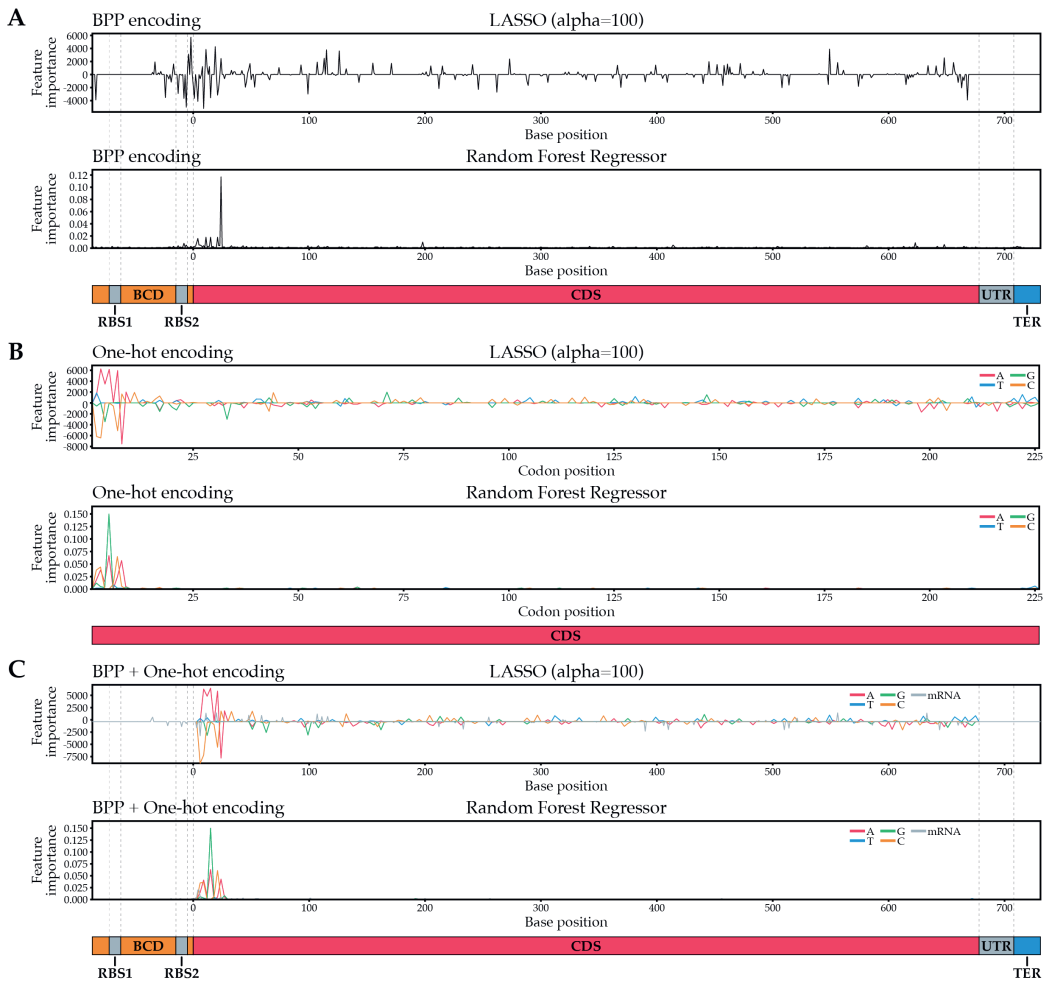 A
BPP encoding LASSO (alpha=100)
6000
4000
2000
0
-2000
-4000
Feature importance
0 100 200 300 400 500 600 700
Base position
BPP encoding Random Forest Regressor
0.12
0.10
0.08
0.06
0.04
0.02
0.00
Feature importance
0 100 200 300 400 500 600 700
Base position
BCD CDS UTR
RBS1 RBS2 TER
B
One-hot encoding LASSO (alpha=100)
6000
4000
2000
0
-2000
-4000
-6000
-8000
Feature importance
A G
T C
25 50 75 100 125 150 175 200 225
Codon position
One-hot encoding Random Forest Regressor
0.150
0.125
0.100
0.075
0.050
0.025
0.000
Feature importance
A G
T C
25 50 75 100 125 150 175 200 225
Codon position
CDS
C
BPP + One-hot encoding LASSO (alpha=100)
5000
2500
0
-2500
-5000
-7500
Feature importance
A G mRNA
T C
0 100 200 300 400 500 600 700
Base position
BPP + One-hot encoding Random Forest Regressor
0.150
0.125
0.100
0.075
0.050
0.025
0.000
Feature importance
A G mRNA
T C
0 100 200 300 400 500 600 700
Base position
BCD CDS UTR
RBS1 RBS2 TER